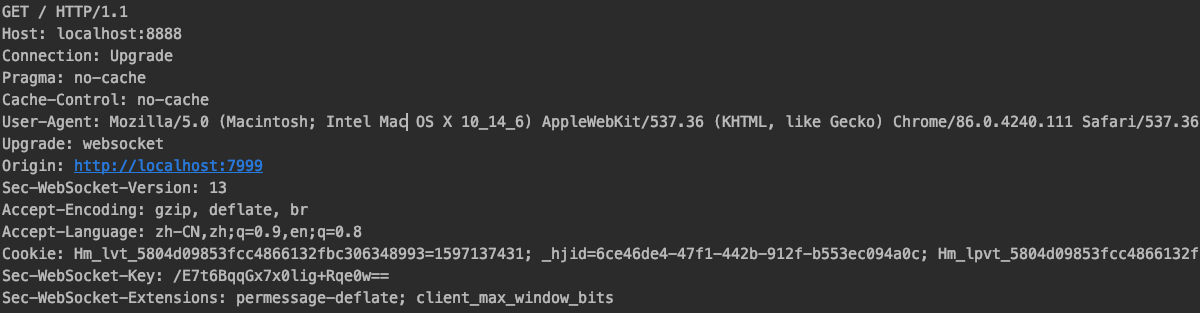 GET / HTTP/1.1
Host: localhost:8888
Connection: Upgrade
Pragma: no-cache
Cache-Control: no-cache
User-Agent: Mozilla/5.0 (Macintosh; Intel Mac OS X 10_14_6) AppleWebKit/537.36 (KHTML, like Gecko) Chrome/86.0.4240.111 Safari/537.36
Upgrade: websocket
Origin: http://localhost:7999
Sec-WebSocket-Version: 13
Accept-Encoding: gzip, deflate, br
Accept-Language: zh-CN,zh;q=0.9,en;q=0.8
Cookie: Hm_lvt_5804d09853fcc4866132fbc306348993=1597137431; _hjid=6ce46de4-47f1-442b-912f-b553ec094a0c; Hm_lpvt_5804d09853fcc4866132f
Sec-WebSocket-Key: /E7t6BqqGx7x0lig+Rqe0w==
Sec-WebSocket-Extensions: permessage-deflate; client_max_window_bits